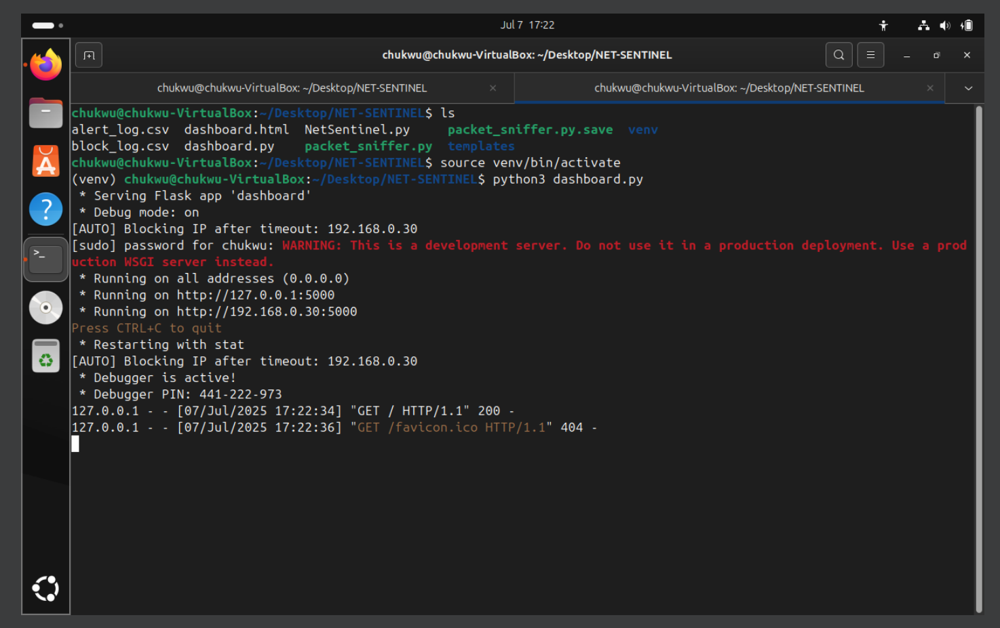 Jul 7 17:22
chukwu@chukwu-VirtualBox: ~/Desktop/NET-SENTINEL
chukwu@chukwu-VirtualBox: ~/Desktop/NET-SENTINEL
chukwu@chukwu-VirtualBox: ~/Desktop/NET-SENTINEL
chukwu@chukwu-VirtualBox:~/Desktop/NET-SENTINEL$ ls
alert_log.csv dashboard.html NetSentinel.py packet_sniffer.py.save venv
block_log.csv dashboard.py packet_sniffer.py templates
chukwu@chukwu-VirtualBox:~/Desktop/NET-SENTINEL$ source venv/bin/activate
(venv) chukwu@chukwu-VirtualBox:~/Desktop/NET-SENTINEL$ python3 dashboard.py
* Serving Flask app 'dashboard'
* Debug mode: on
[AUTO] Blocking IP after timeout: 192.168.0.30
[sudo] password for chukwu: WARNING: This is a development server. Do not use it in a production deployment. Use a prod
uction WSGI server instead.
* Running on all addresses (0.0.0.0)
* Running on http://127.0.0.1:5000
* Running on http://192.168.0.30:5000
Press CTRL+C to quit
* Restarting with stat
[AUTO] Blocking IP after timeout: 192.168.0.30
* Debugger is active!
* Debugger PIN: 441-222-973
127.0.0.1 - - [07/Jul/2025 17:22:34] "GET / HTTP/1.1" 200 -
127.0.0.1 - - [07/Jul/2025 17:22:36] "GET /favicon.ico HTTP/1.1" 404 -